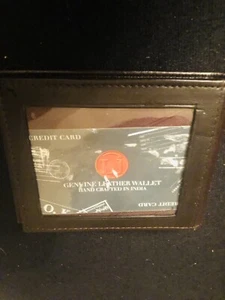 CREDIT CARD
GENUINE LEATHER WALLET
HAND CRAFTED IN INDIA
CREDIT CARD